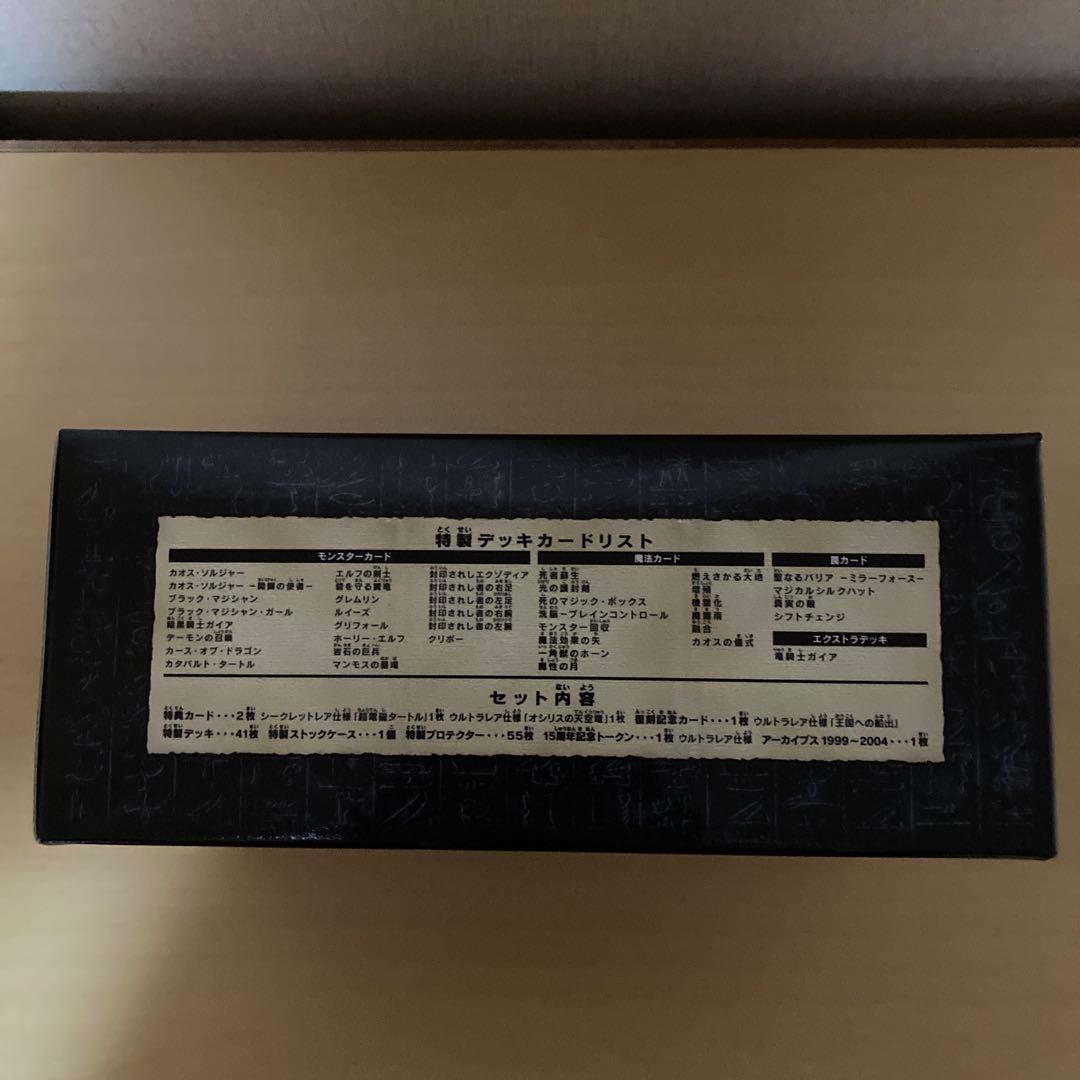 特製デッキカードリスト
モンスターカード
カオス・ソルジャー
カオス・ソルジャー －開闢の使者－
ブラック・マジシャン
ブラック・マジシャン・ガール
暗黒騎士ガイア
デーモンの召喚
カース・オブ・ドラゴン
カタパルト・タートル
エルフの剣士
砦を守る翼竜
グレムリン
ルイーズ
グリフォール
ホーリー・エルフ
岩石の巨兵
マンモスの墓場
封印されしエクゾディア
封印されし者の右足
封印されし者の左足
封印されし者の右腕
封印されし者の左腕
クリボー
魔法カード
死者蘇生
光の護封剣
死のマジック・ボックス
洗脳－ブレインコントロール
モンスター回収
魔法効果の矢
一角獣のホーン
魔性の月
燃えさかる大地
増殖
機雷化
魔霧雨
融合
カオスの儀式
罠カード
聖なるバリア －ミラーフォース－
マジカルシルクハット
真実の眼
シフトチェンジ
エクストラデッキ
竜騎士ガイア
セット内容
特典カード・・・2枚 シークレットレア仕様「超電磁タートル」1枚 ウルトラレア仕様「オシリスの天空竜」1枚 復刻記念カード・・・1枚 ウルトラレア仕様「王国への船出」
特製デッキ・・・41枚 特製ストックケース・・・1個 特製プロテクター・・・55枚 15周年記念トークン・・・1枚 ウルトラレア仕様 アーカイブス 1999～2004・・・1枚